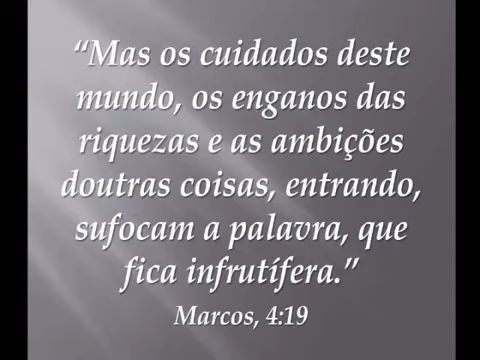 “Mas os cuidados deste
mundo, os enganos das
riquezas e as ambições
doutras coisas, entrando,
sufocam a palavra, que
fica infrutífera.”
Marcos, 4:19